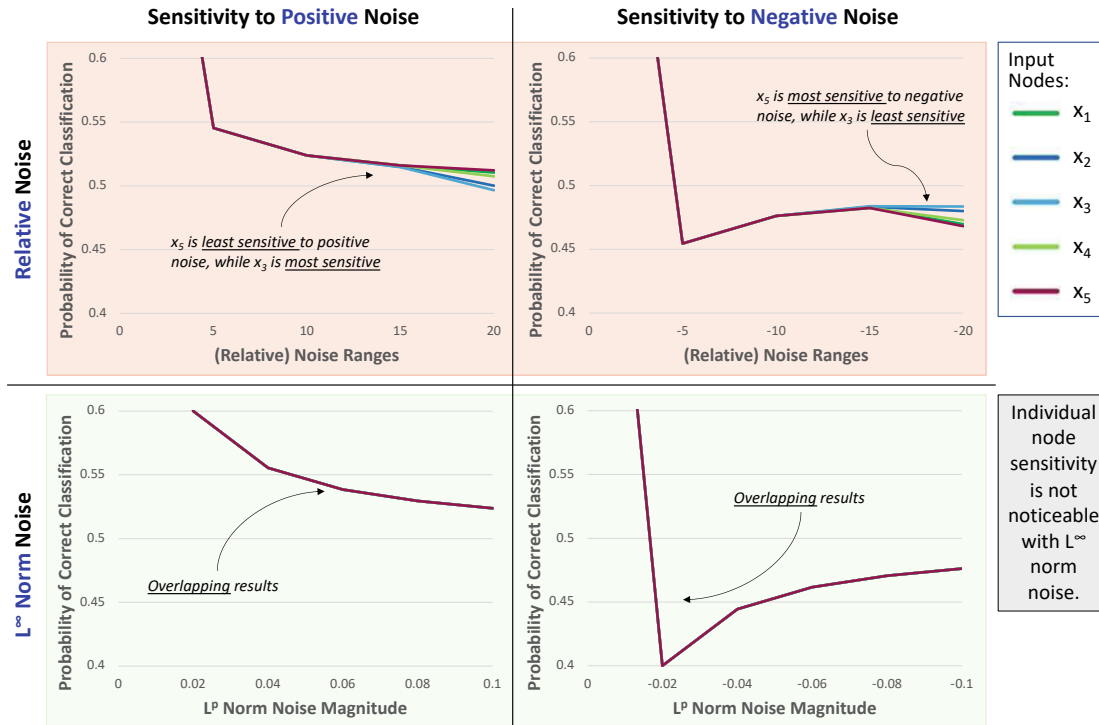 Sensitivity to Positive Noise
Sensitivity to Negative Noise
Relative Noise
Probability of Correct Classification
0.6
0.55
0.5
0.45
0.4
0
5
10
15
20
(Relative) Noise Ranges
x5 is least sensitive to positive
noise, while x3 is most sensitive
Probability of Correct Classification
0.6
0.55
0.5
0.45
0.4
0
-5
-10
-15
-20
(Relative) Noise Ranges
x5 is most sensitive to negative
noise, while x3 is least sensitive
Input
Nodes:
x1
x2
x3
x4
x5
L∞ Norm Noise
Probability of Correct Classification
0.6
0.55
0.5
0.45
0.4
0
0.02
0.04
0.06
0.08
0.1
Lp Norm Noise Magnitude
Overlapping results
Probability of Correct Classification
0.6
0.55
0.5
0.45
0.4
0
-0.02
-0.04
-0.06
-0.08
-0.1
Lp Norm Noise Magnitude
Overlapping results
Individual
node
sensitivity
is not
noticeable
with L∞
norm
noise.